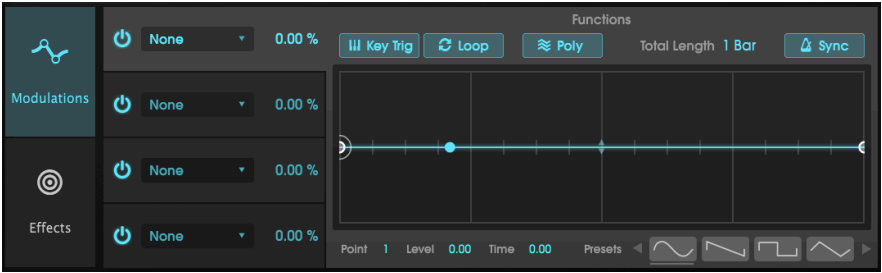 Functions
None 0.00 % Key Trig Loop Poly Total Length 1 Bar Sync
Modulations
None 0.00 %
None 0.00 %
Effects
None 0.00 %
Point 1 Level 0.00 Time 0.00 Presets